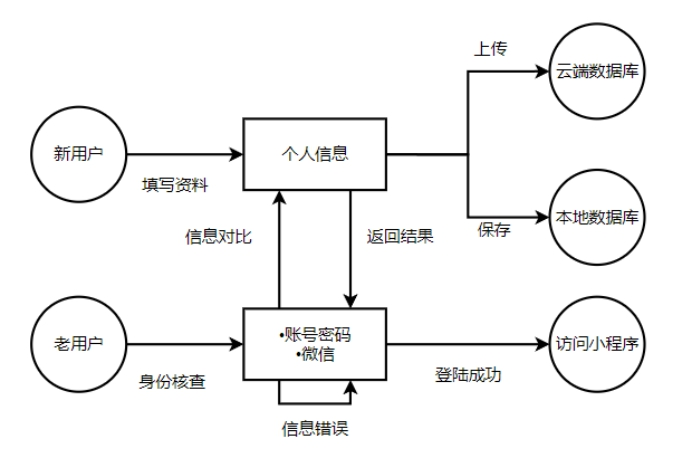 上传
云端数据库
新用户
个人信息
填写资料
本地数据库
保存
信息对比
返回结果
老用户
•账号密码
•微信
访问小程序
身份核查
登陆成功
信息错误